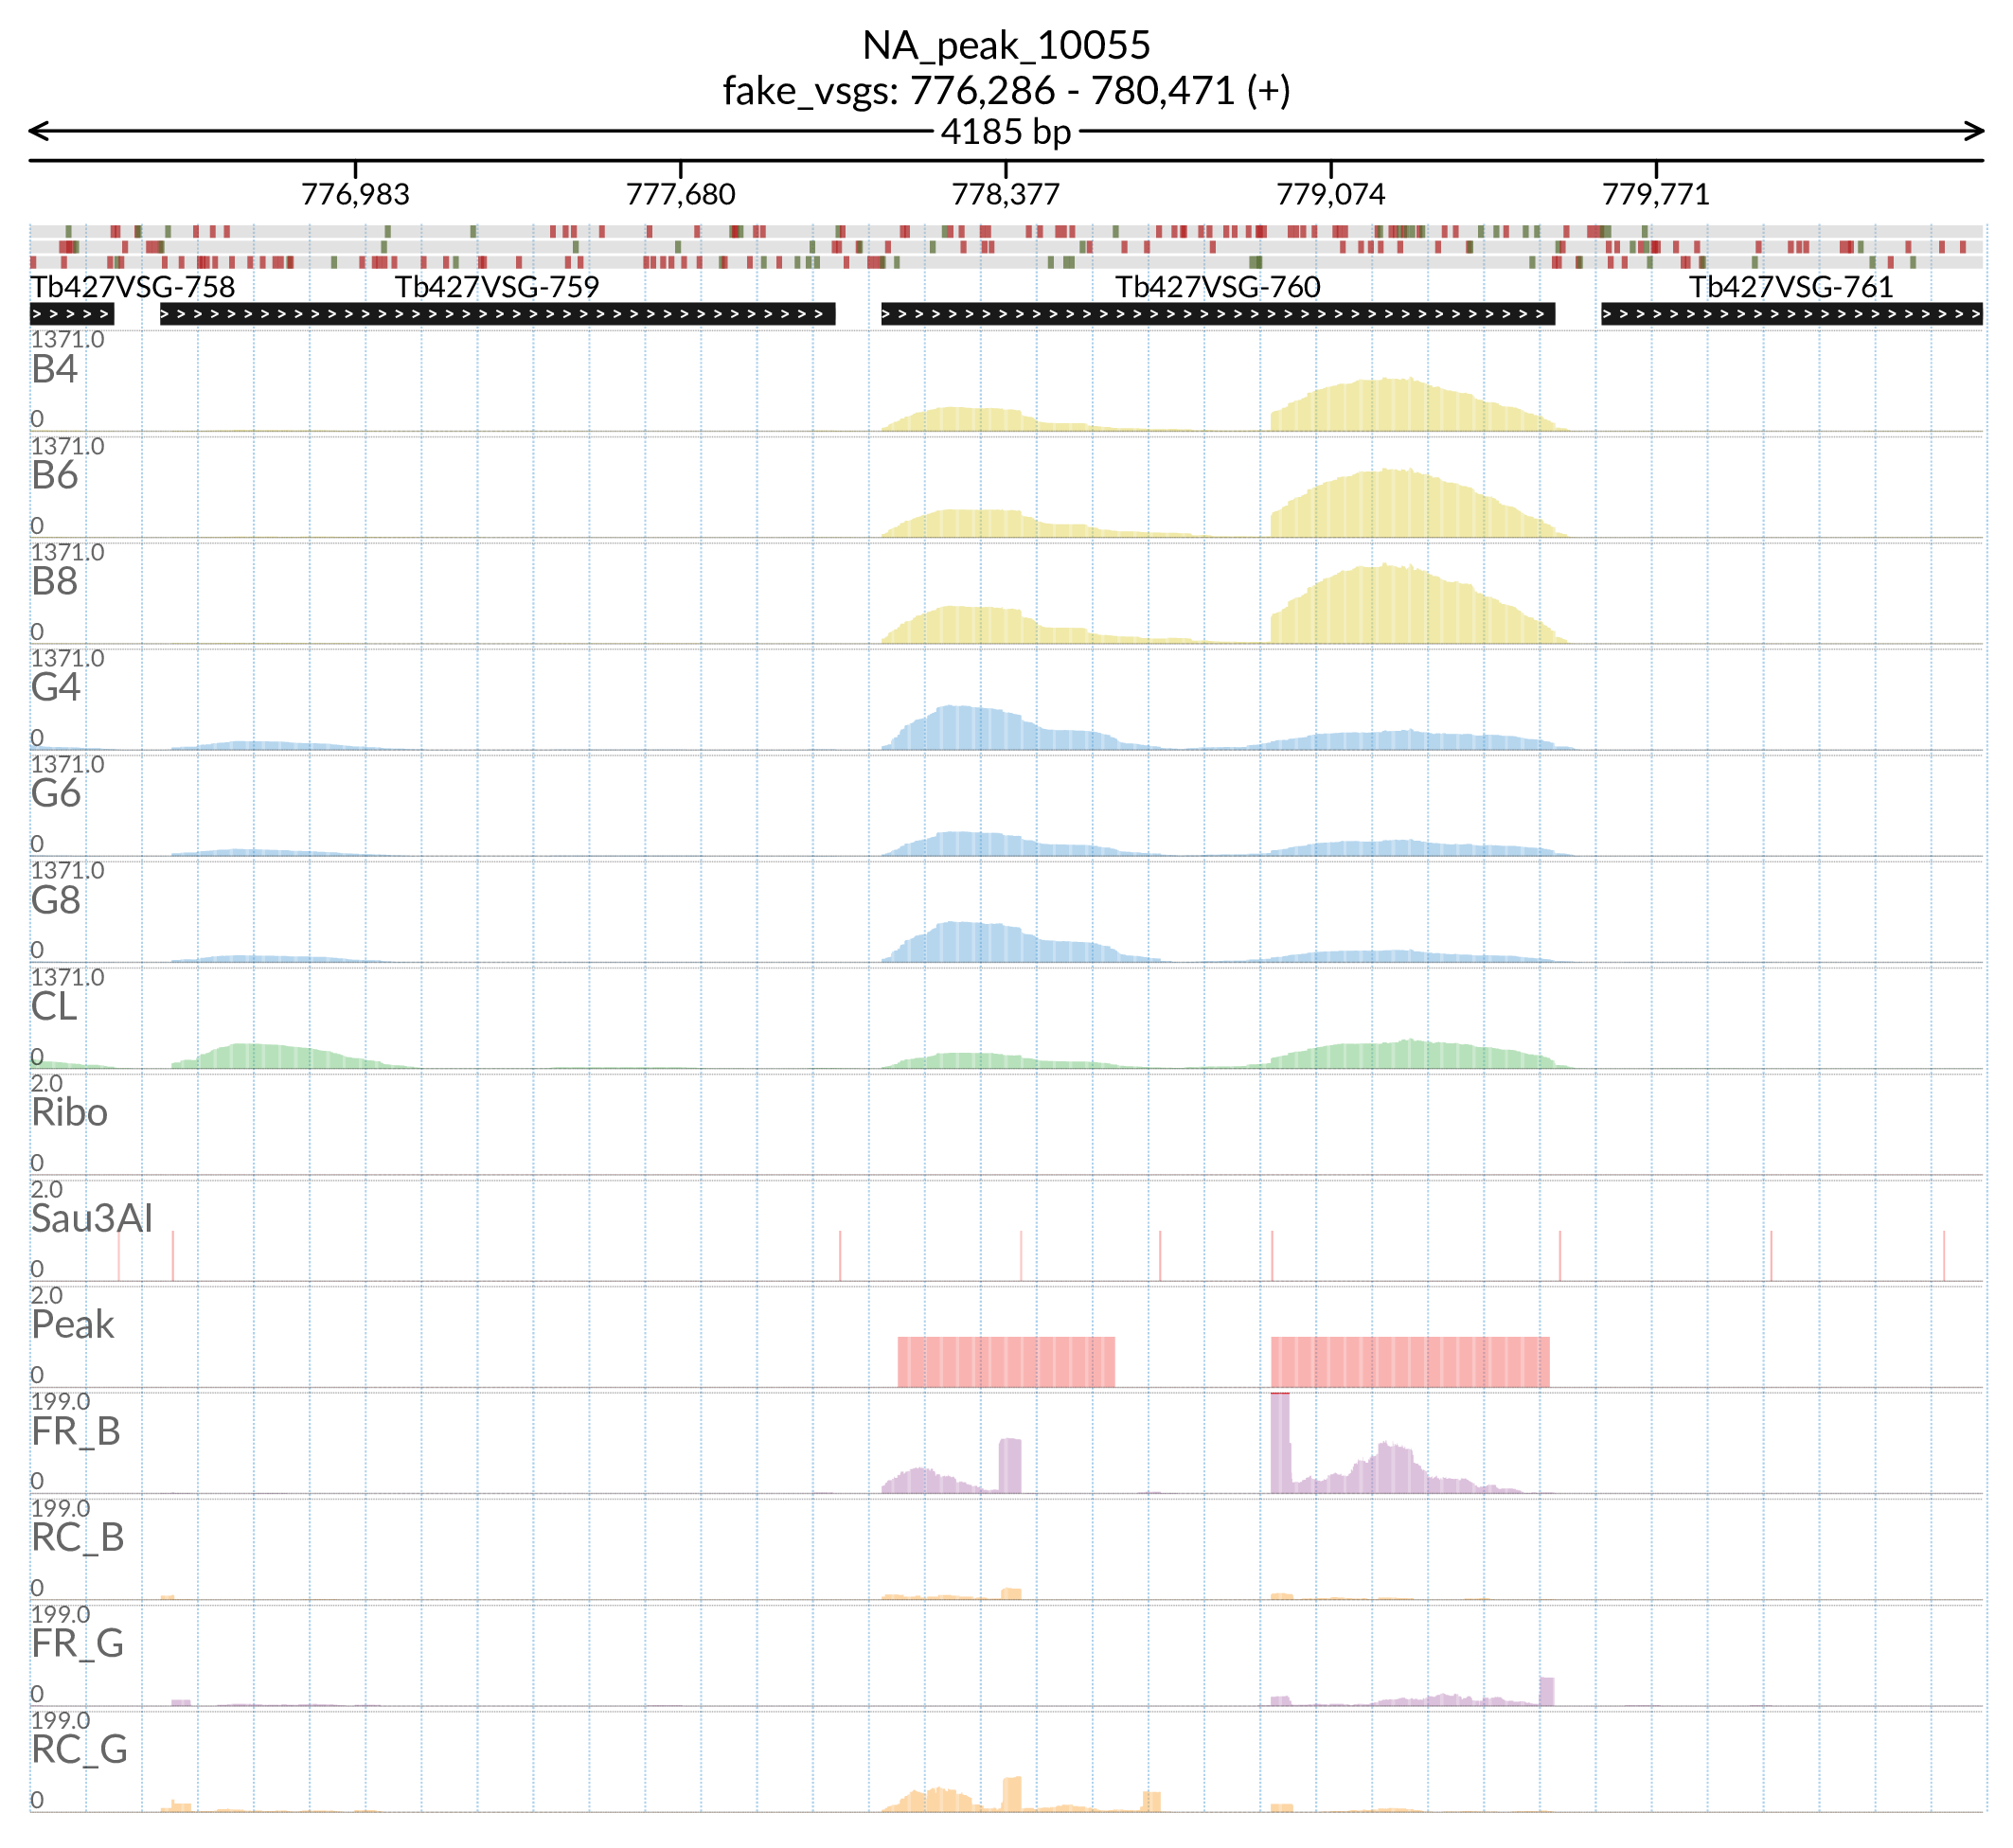 NA_peak_10055
fake_vsgs: 776,286 - 780,471 (+)
4185 bp
776,983 777,680 778,377 779,074 779,771
Tb427VSG-758 Tb427VSG-759 Tb427VSG-760 Tb427VSG-761
1371.0
B4
0
1371.0
B6
0
1371.0
B8
0
1371.0
G4
0
1371.0
G6
0
1371.0
G8
0
1371.0
CL
0
2.0
Ribo
0
2.0
Sau3AI
0
2.0
Peak
0
199.0
FR_B
0
199.0
RC_B
0
199.0
FR_G
0
199.0
RC_G
0